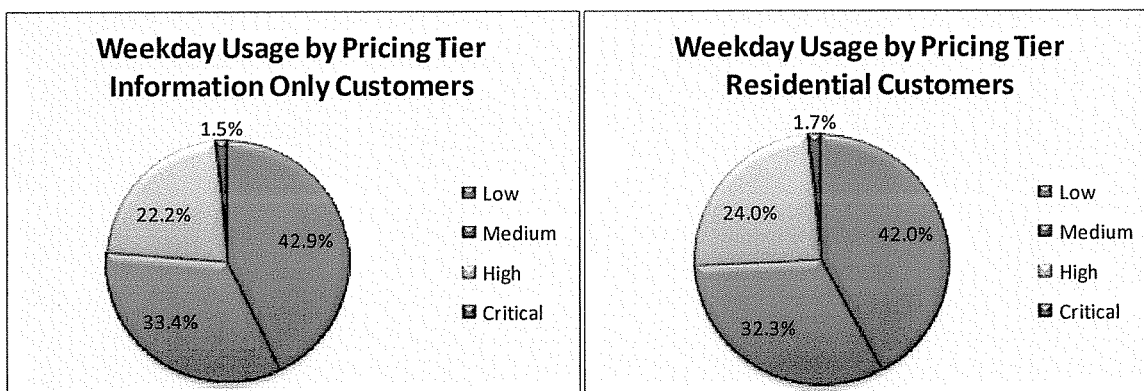 Weekday Usage by Pricing Tier
Information Only Customers
1.5%
22.2%
42.9%
33.4%
Low
Medium
High
Critical
Weekday Usage by Pricing Tier
Residential Customers
1.7%
24.0%
42.0%
32.3%
Low
Medium
High
Critical